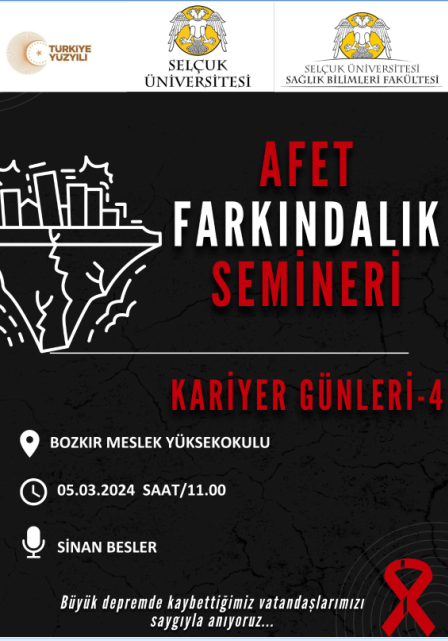 TÜRKİYE
YÜZYILI
SELÇUK
ÜNİVERSİTESİ
SELÇUK ÜNİVERSİTESİ
SAĞLIK BİLİMLERİ FAKÜLTESİ
AFET
FARKINDALIK
SEMİNERİ
KARİYER GÜNLERİ-4
BOZKIR MESLEK YÜKSEKOKULU
05.03.2024 SAAT/11.00
SİNAN BESLER
Büyük depremde kaybettiğimiz vatandaşlarımızı
saygıyla anıyoruz...